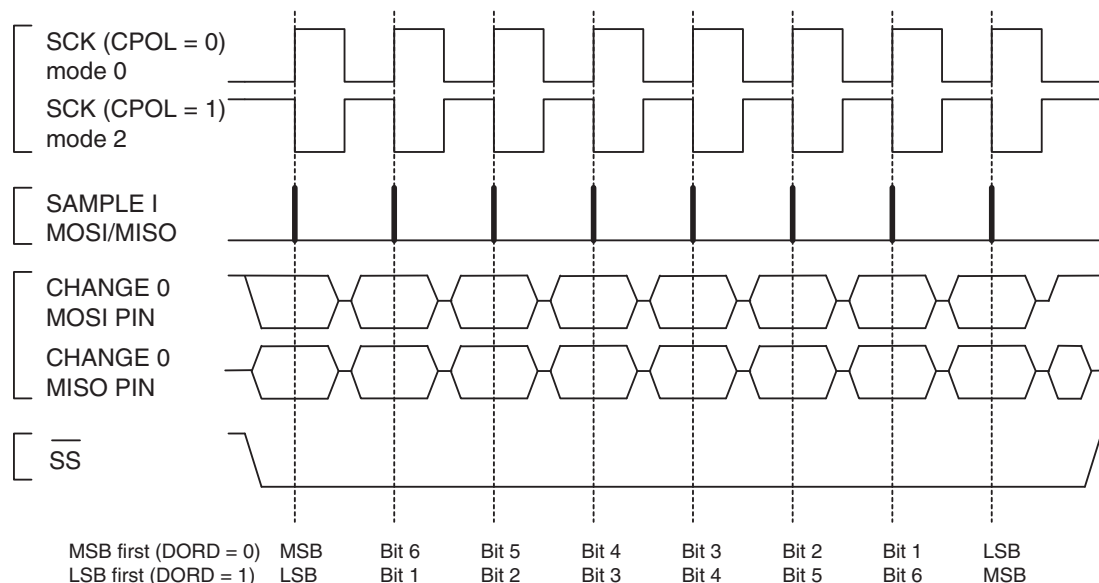 SCK (CPOL = 0)
mode 0
SCK (CPOL = 1)
mode 2
SAMPLE I
MOSI/MISO
CHANGE 0
MOSI PIN
CHANGE 0
MISO PIN
SS
MSB first (DORD = 0) MSB Bit 6 Bit 5 Bit 4 Bit 3 Bit 2 Bit 1 LSB
LSB first (DORD = 1) LSB Bit 1 Bit 2 Bit 3 Bit 4 Bit 5 Bit 6 MSB